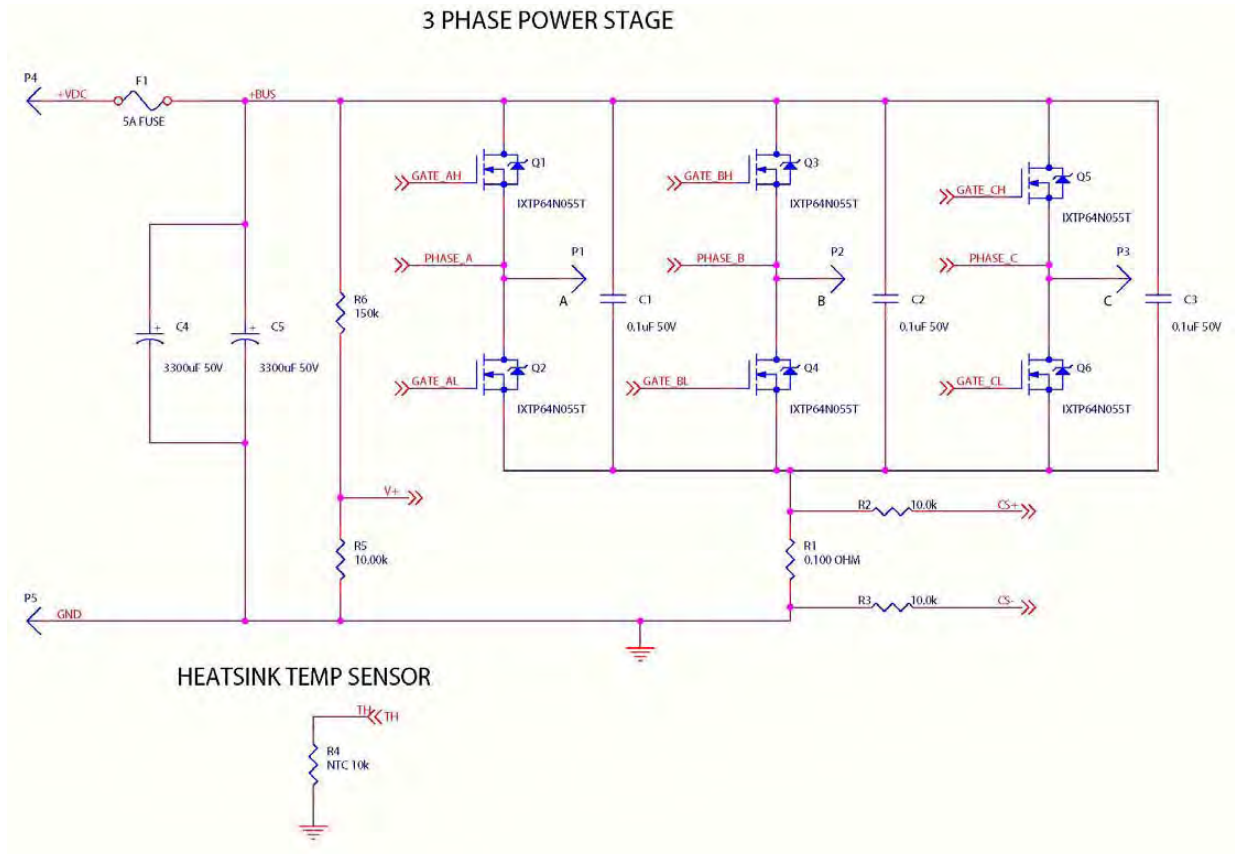 3 PHASE POWER STAGE
P4
+VDC
F1
5A FUSE
+BUS
GATE_AH
Q1
IXTP64N055T
GATE_BH
Q3
IXTP64N055T
GATE_CH
Q5
IXTP64N055T
PHASE_A
P1
A
PHASE_B
P2
B
PHASE_C
P3
C
R6
150k
C1
0.1uF 50V
C2
0.1uF 50V
C3
0.1uF 50V
C4
3300uF 50V
C5
3300uF 50V
GATE_AL
Q2
IXTP64N055T
GATE_BL
Q4
IXTP64N055T
GATE_CL
Q6
IXTP64N055T
V+
R2
10.0k
CS+
R5
10.00k
R1
0.100 OHM
P5
GND
R3
10.0k
CS-
HEATSINK TEMP SENSOR
TH
TH
R4
NTC 10k